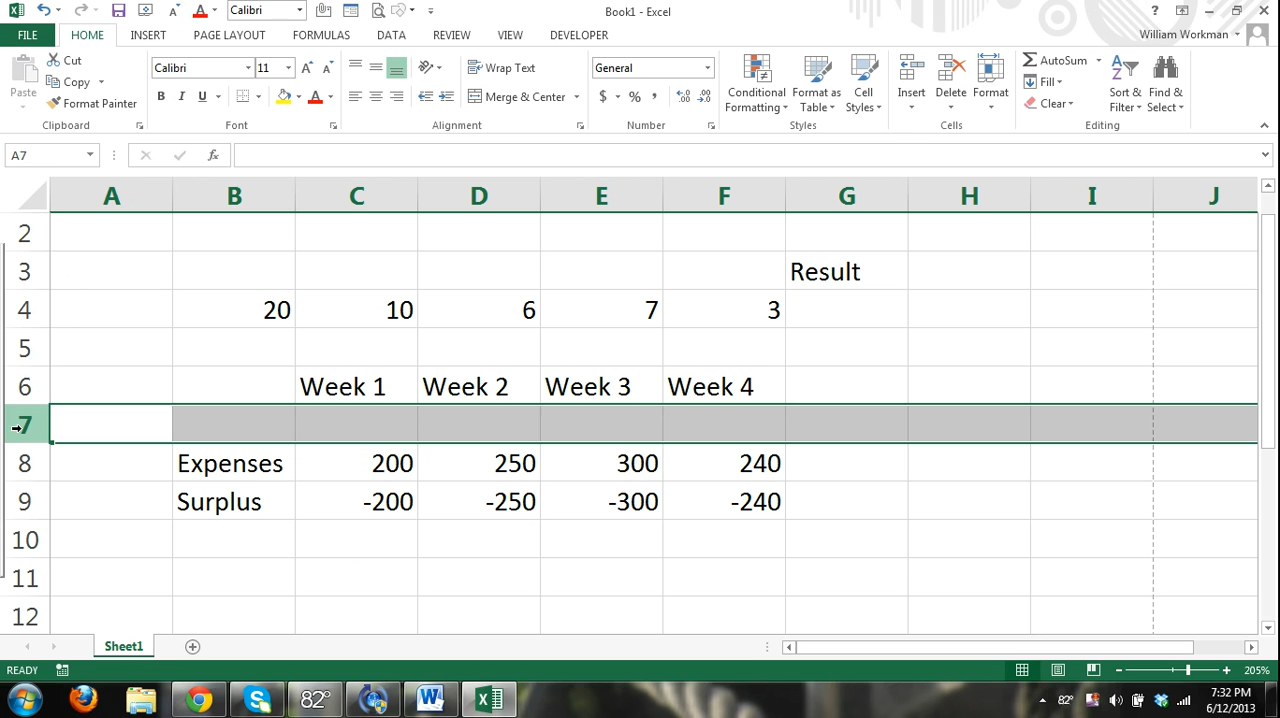 Calibri
Book1 - Excel
?
FILE
HOME
INSERT
PAGE LAYOUT
FORMULAS
DATA
REVIEW
VIEW
DEVELOPER
William Workman
Paste
Cut
Copy
Format Painter
Calibri
11
B I U A
Wrap Text
Merge & Center
General
$ % ,
Conditional Formatting
Format as Table
Cell Styles
Insert
Delete
Format
AutoSum
Fill
Clear
Sort & Filter
Find & Select
Clipboard
Font
Alignment
Number
Styles
Cells
Editing
A7
fx
A B C D E F G H I J
2
3 Result
4 20 10 6 7 3
5
6 Week 1 Week 2 Week 3 Week 4
7
8 Expenses 200 250 300 240
9 Surplus -200 -250 -300 -240
10
11
12
Sheet1
READY
205%
82°
82°
7:32 PM
6/12/2013